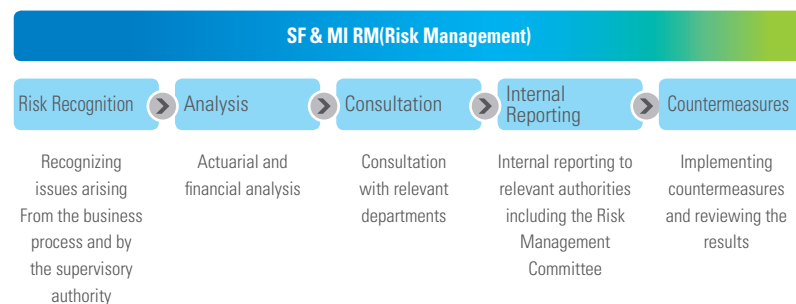 SF & MI RM(Risk Management)
Risk Recognition
Analysis
Consultation
Internal
Reporting
Countermeasures
Recognizing
issues arising
From the business
process and by
the supervisory
authority
Actuarial and
financial analysis
Consultation
with relevant
departments
Internal reporting to
relevant authorities
including the Risk
Management
Committee
Implementing
countermeasures
and reviewing the
results